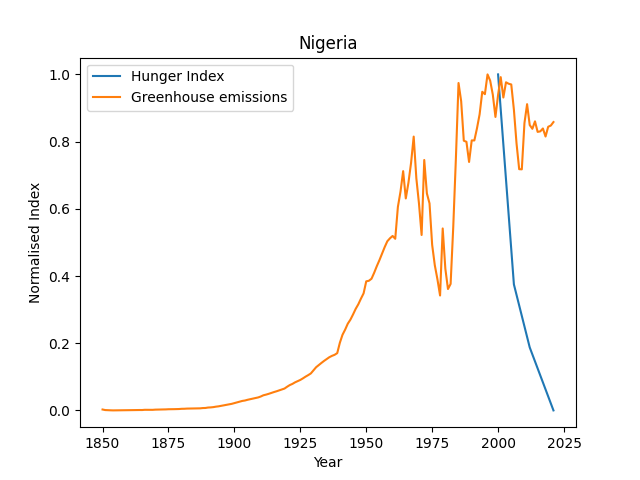 Nigeria
Hunger Index
Greenhouse emissions
1.0
0.8
0.6
0.4
0.2
0.0
Normalised Index
1850 1875 1900 1925 1950 1975 2000 2025
Year